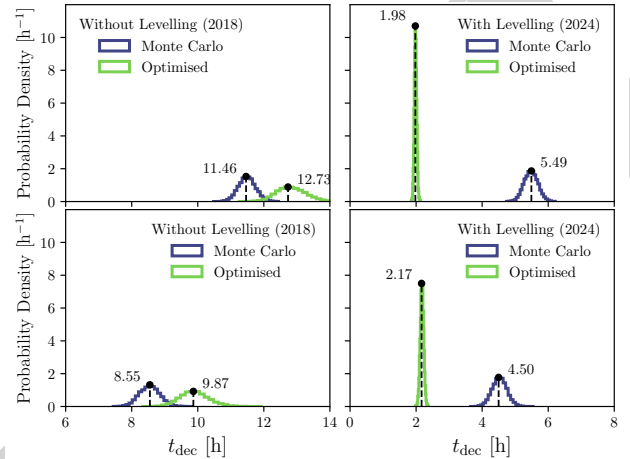 Probability Density [h⁻¹]
10
8
6
4
2
0
Without Levelling (2018)
Monte Carlo
Optimised
11.46
12.73
1.98
With Levelling (2024)
Monte Carlo
Optimised
5.49
Probability Density [h⁻¹]
10
8
6
4
2
0
Without Levelling (2018)
Monte Carlo
Optimised
8.55
9.87
6 8 10 12 14
t_dec [h]
With Levelling (2024)
Monte Carlo
Optimised
2.17
4.50
0 2 4 6 8
t_dec [h]